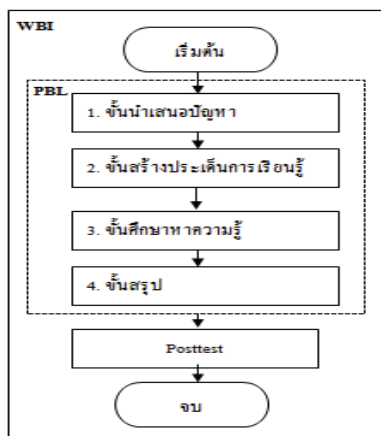 WBI
เริ่มต้น
PBL
1. ขั้นนำเสนอปัญหา
2. ขั้นสร้างประเด็นการเรียนรู้
3. ขั้นศึกษาหาความรู้
4. ขั้นสรุป
Posttest
จบ